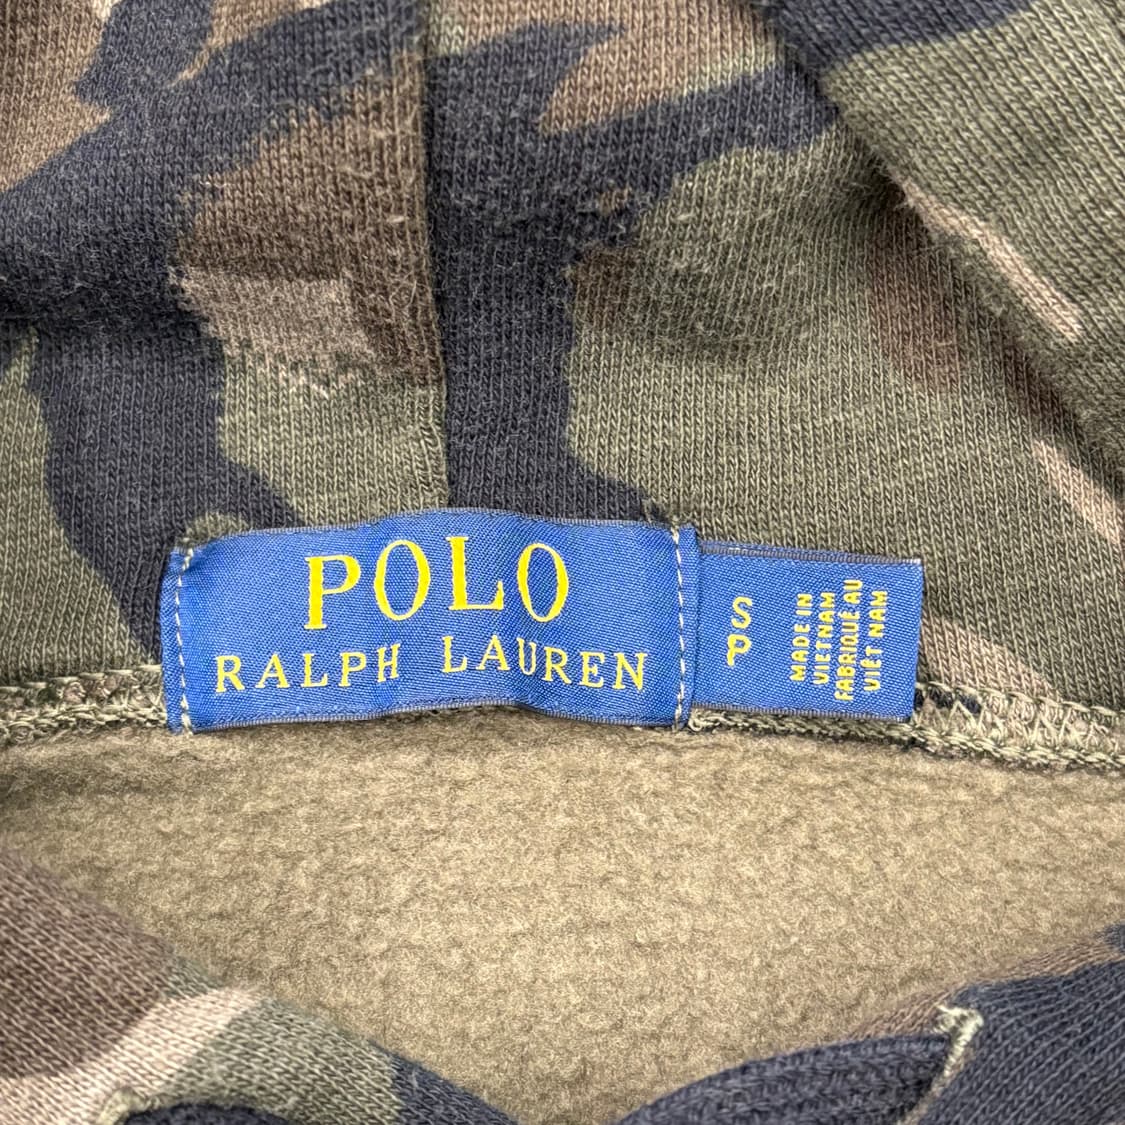 POLO
RALPH LAUREN
S
P
MADE IN
VIETNAM
FABRIQUÉ AU
VIÊT NAM